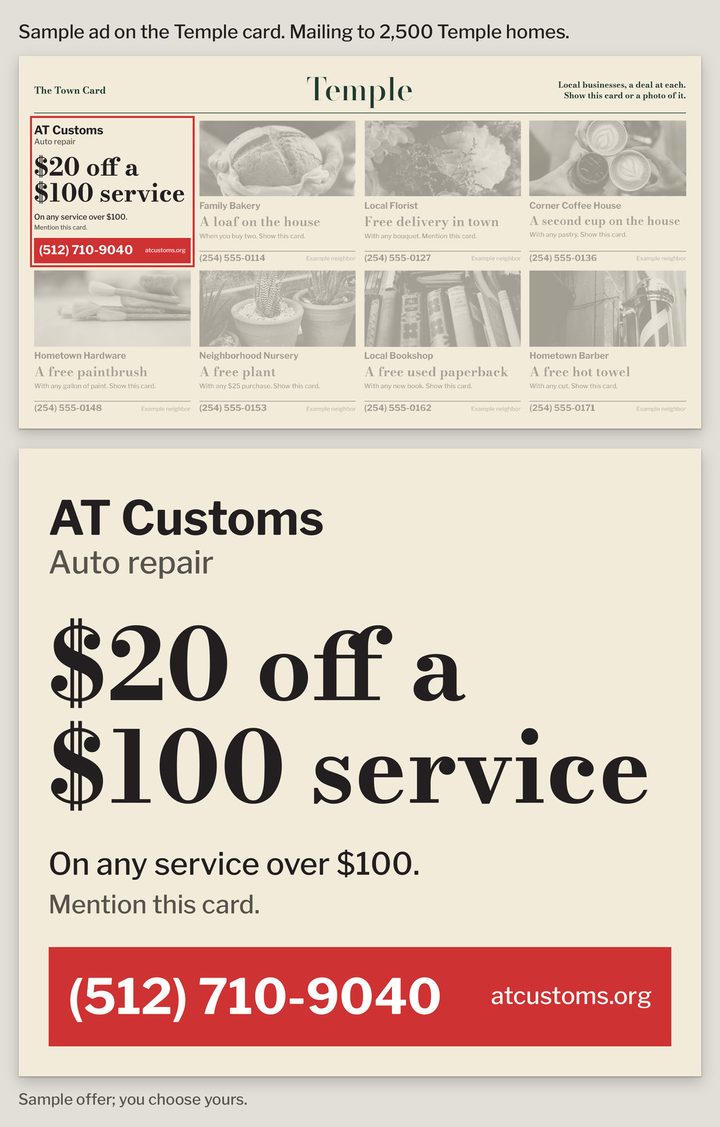 Sample ad on the Temple card. Mailing to 2,500 Temple homes.
The Town Card
Temple
Local businesses, a deal at each.
Show this card or a photo of it.
AT Customs
Auto repair
$20 off a
$100 service
On any service over $100.
Mention this card.
(512) 710-9040 atcustoms.org
Family Bakery
A loaf on the house
When you buy two. Show this card.
(254) 555-0114 Example neighbor
Local Florist
Free delivery in town
With any bouquet. Mention this card.
(254) 555-0127 Example neighbor
Corner Coffee House
A second cup on the house
With any pastry. Show this card.
(254) 555-0136 Example neighbor
Hometown Hardware
A free paintbrush
With any gallon of paint. Show this card.
(254) 555-0148 Example neighbor
Neighborhood Nursery
A free plant
With any $25 purchase. Show this card.
(254) 555-0153 Example neighbor
Local Bookshop
A free used paperback
With any new book. Show this card.
(254) 555-0162 Example neighbor
Hometown Barber
A free hot towel
With any cut. Show this card.
(254) 555-0171 Example neighbor
AT Customs
Auto repair
$20 off a
$100 service
On any service over $100.
Mention this card.
(512) 710-9040 atcustoms.org
Sample offer; you choose yours.